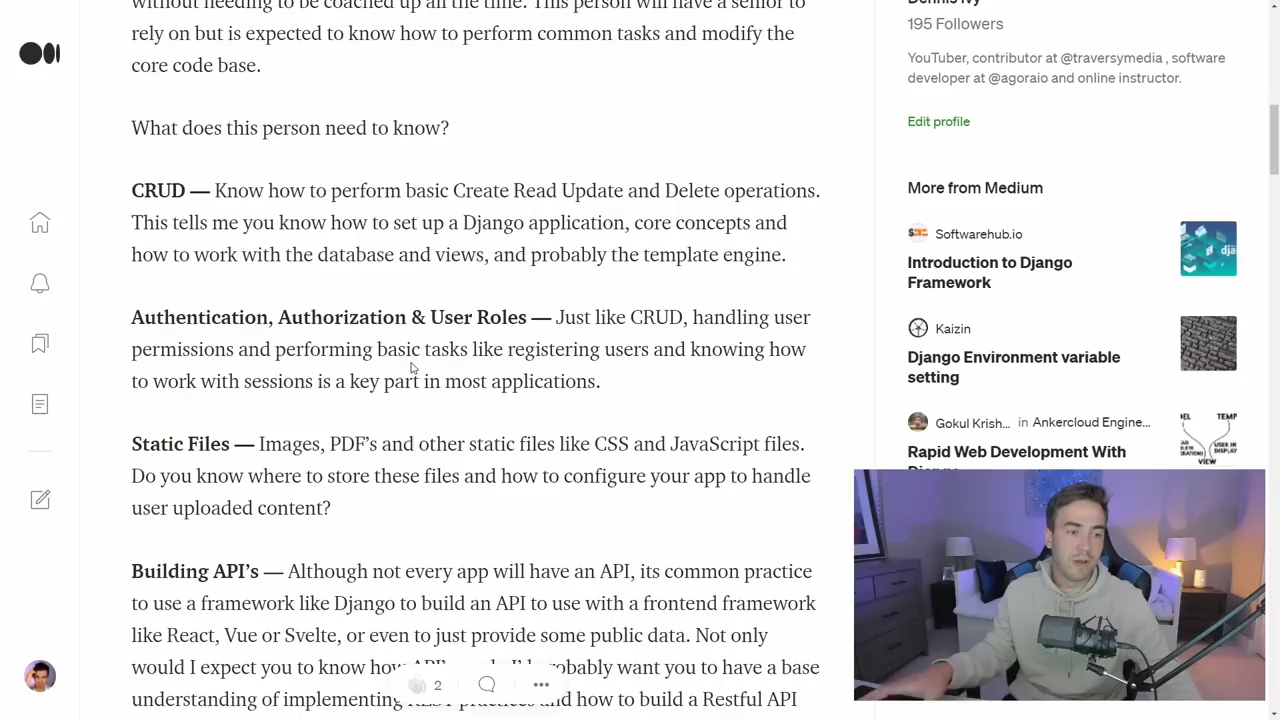 without needing to be coached up all the time. This person will have a senior to
rely on but is expected to know how to perform common tasks and modify the
core code base.
What does this person need to know?
CRUD — Know how to perform basic Create Read Update and Delete operations.
This tells me you know how to set up a Django application, core concepts and
how to work with the database and views, and probably the template engine.
Authentication, Authorization & User Roles — Just like CRUD, handling user
permissions and performing basic tasks like registering users and knowing how
to work with sessions is a key part in most applications.
Static Files — Images, PDF's and other static files like CSS and JavaScript files.
Do you know where to store these files and how to configure your app to handle
user uploaded content?
Building API's — Although not every app will have an API, its common practice
to use a framework like Django to build an API to use with a frontend framework
like React, Vue or Svelte, or even to just provide some public data. Not only
would I expect you to know how probably want you to have a base
understanding of implementing and how to build a Restful API
2
Dennis Ivy
195 Followers
YouTuber, contributor at @traversymedia , software
developer at @agoraio and online instructor.
Edit profile
More from Medium
Softwarehub.io
Introduction to Django
Framework
Kaizin
Django Environment variable
setting
Gokul Krish... in Ankercloud Engine...
Rapid Web Development With